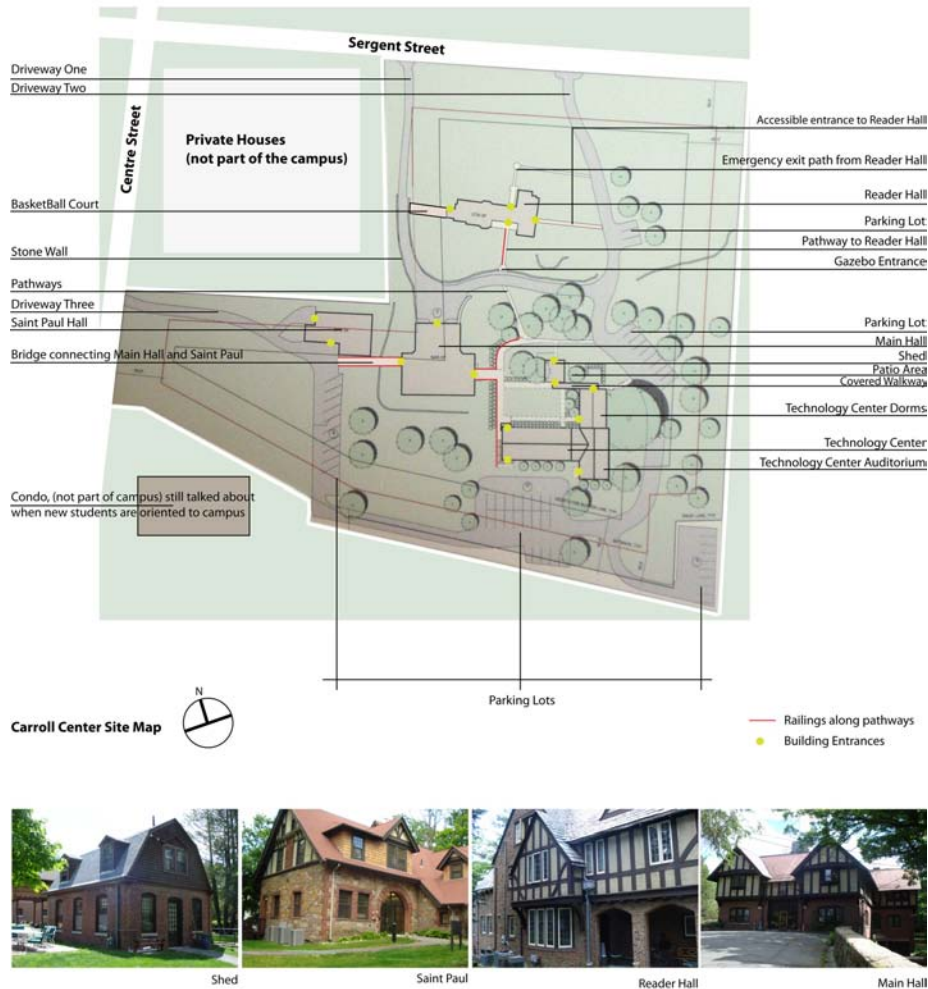 Sergent Street
Driveway One
Driveway Two
Centre Street
Private Houses
(not part of the campus)
Accessible entrance to Reader Hall
Emergency exit path from Reader Hall
BasketBall Court
Reader Hall
Parking Lot
Pathway to Reader Hall
Stone Wall
Gazebo Entrance
Pathways
Driveway Three
Saint Paul Hall
Parking Lot
Main Hall
Bridge connecting Main Hall and Saint Paul
Shed
Patio Area
Covered Walkway
Technology Center Dorms
Technology Center
Technology Center Auditorium
Condo, (not part of campus) still talked about
when new students are oriented to campus
Parking Lots
N
Carroll Center Site Map
Railings along pathways
Building Entrances
Shed
Saint Paul
Reader Hall
Main Hall